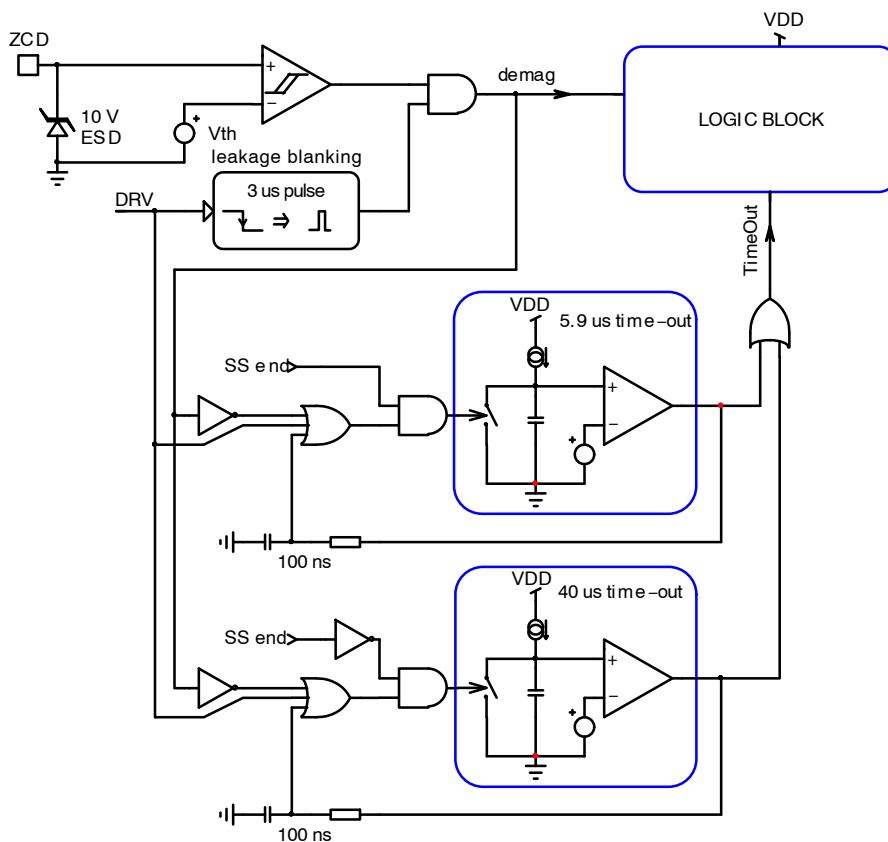 VDD
ZCD
demag
LOGIC BLOCK
10 V
ESD
Vth
leakage blanking
3 us pulse
DRV
TimeOut
VDD
5.9 us time-out
SS end
100 ns
VDD
40 us time-out
SS end
100 ns